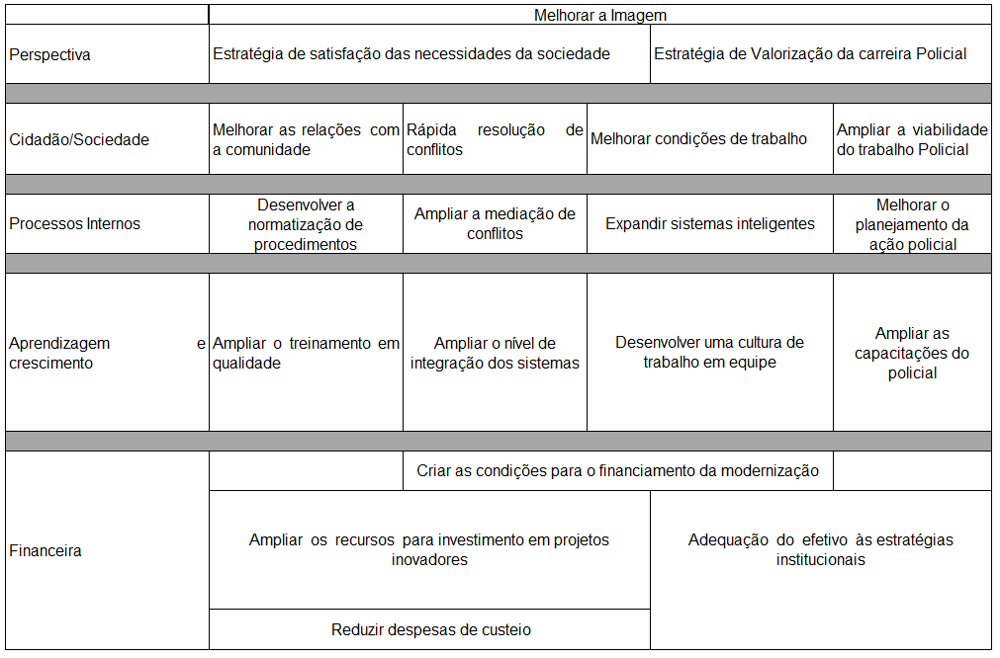 Melhorar a Imagem
Perspectiva
Estratégia de satisfação das necessidades da sociedade
Estratégia de Valorização da carreira Policial
Cidadão/Sociedade
Melhorar as relações com
a comunidade
Rápida resolução de
conflitos
Melhorar condições de trabalho
Ampliar a viabilidade
do trabalho Policial
Processos Internos
Desenvolver a
normatização de
procedimentos
Ampliar a mediação de
conflitos
Expandir sistemas inteligentes
Melhorar o
planejamento da
ação policial
Aprendizagem e
crescimento
Ampliar o treinamento em
qualidade
Ampliar o nível de
integração dos sistemas
Desenvolver uma cultura de
trabalho em equipe
Ampliar as
capacitações do
policial
Financeira
Criar as condições para o financiamento da modernização
Ampliar os recursos para investimento em projetos
inovadores
Adequação do efetivo às estratégias
institucionais
Reduzir despesas de custeio